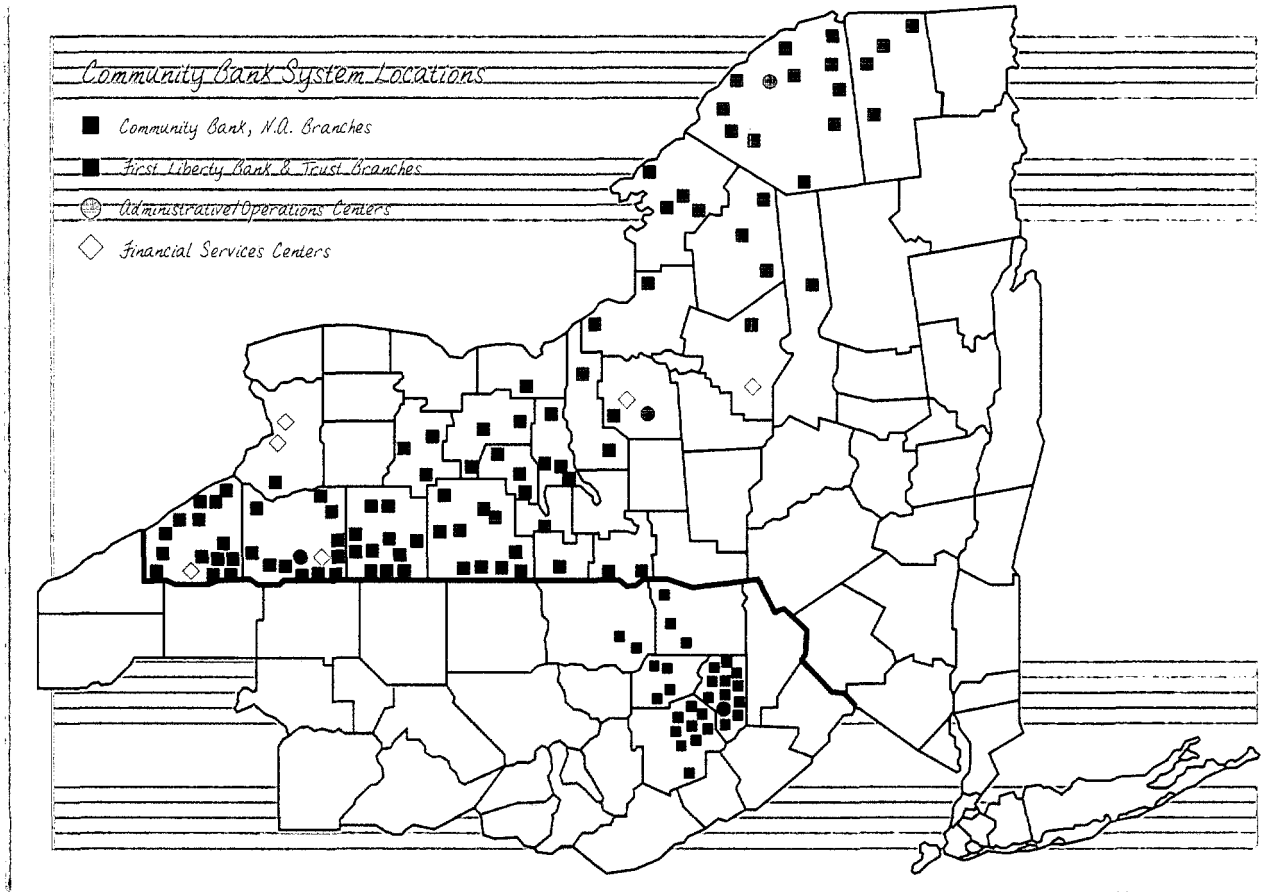 Community Bank System Locations
Community Bank, N.A. Branches
First Liberty Bank & Trust Branches
Administrative/Operations Centers
Financial Services Centers